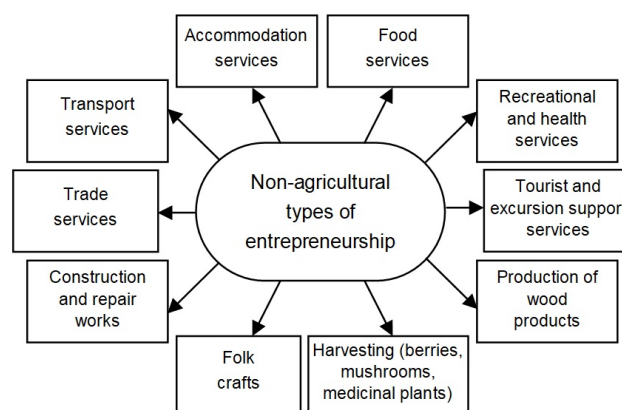 Accommodation
services
Food
services
Transport
services
Recreational
and health
services
Non-agricultural
types of
entrepreneurship
Trade
services
Tourist and
excursion support
services
Construction
and repair
works
Production of
wood
products
Folk
crafts
Harvesting (berries,
mushrooms,
medicinal plants)